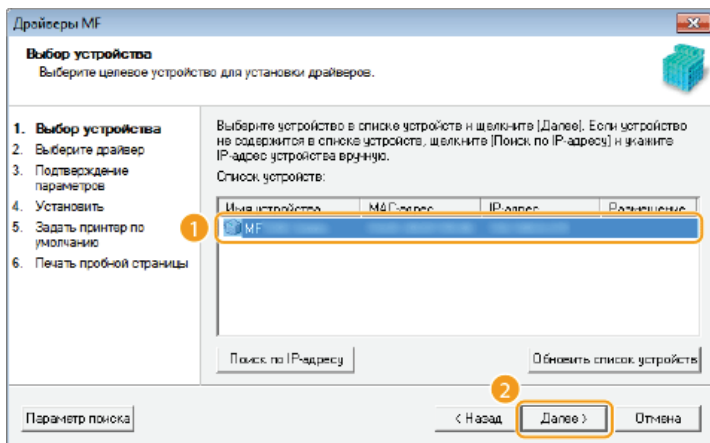 Драйверы MF
Выбор устройства
Выберите целевое устройство для установки драйверов.
1. Выбор устройства
2. Выберите драйвер
3. Подтверждение
параметров
4. Установить
5. Задать принтер по
умолчанию
6. Печать пробной страницы
Выберите устройство в списке устройств и щелкните [Далее]. Если устройство
не содержится в списке устройств, щелкните [Поиск по IP-адресу] и укажите
IP-адрес устройства вручную.
Список устройств:
Имя устройства MAC-адрес IP-адрес Размещение
1 MF
Поиск по IP-адресу Обновить список устройств
2
Параметр поиска < Назад Далее > Отмена